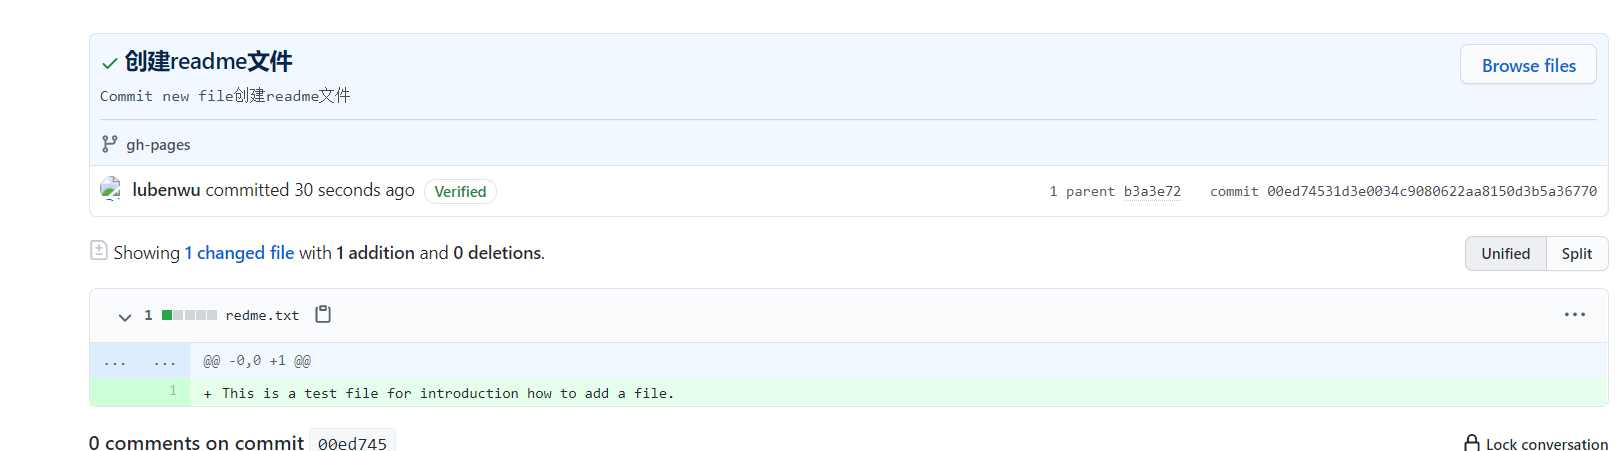 创建readme文件
Browse files
Commit new file创建readme文件
gh-pages
lubenwu committed 30 seconds ago Verified
1 parent b3a3e72 commit 00ed74531d3e0034c9080622aa8150d3b5a36770
Showing 1 changed file with 1 addition and 0 deletions.
Unified Split
1 redme.txt
... ... @@ -0,0 +1 @@
1 + This is a test file for introduction how to add a file.
0 comments on commit 00ed745
Lock conversation